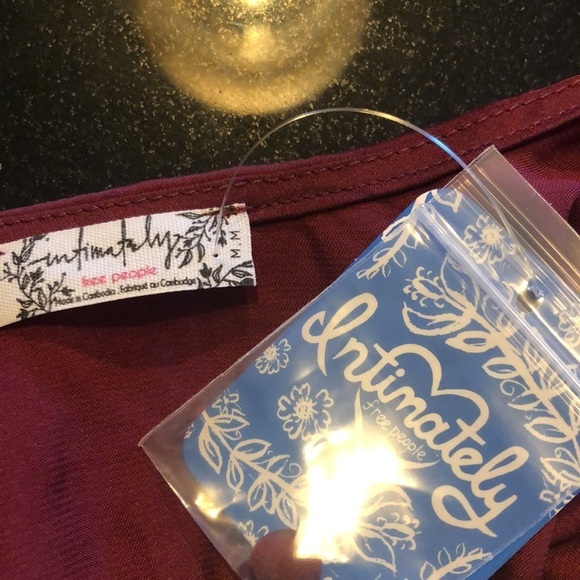 intimately
free people
Made in Cambodia . Fabriqué au Cambodge
M M
Intimately
free people